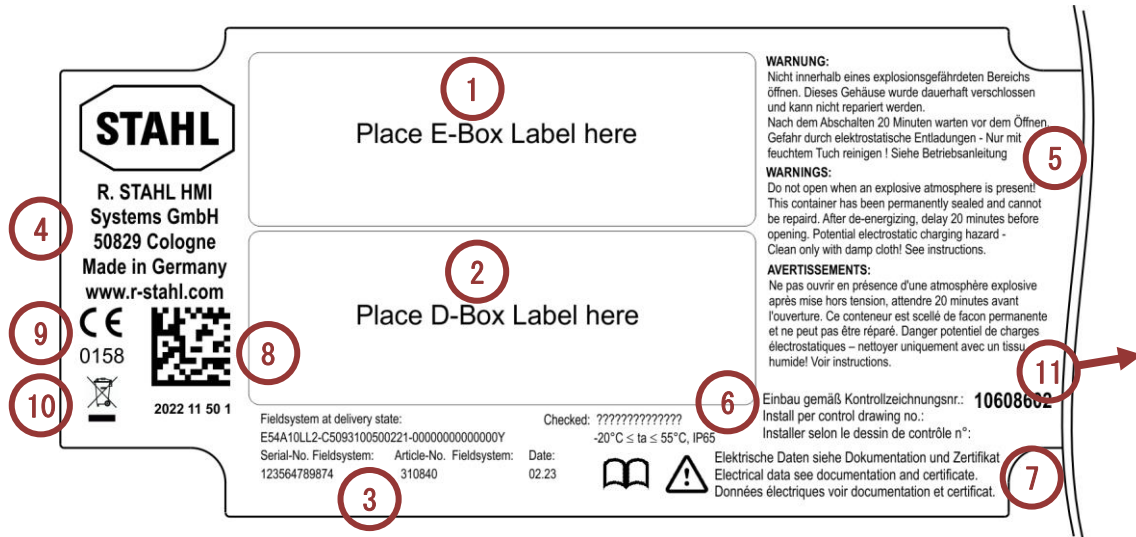 STAHL
R. STAHL HMI
Systems GmbH
50829 Cologne
Made in Germany
www.r-stahl.com
4
9
0158
10
8
2022 11 50 1
1
Place E-Box Label here
2
Place D-Box Label here
Fieldsystem at delivery state:
E54A10LL2-C5093100500221-00000000000000Y
Serial-No. Fieldsystem: Article-No. Fieldsystem: Date:
123564789874 310840 02.23
3
Checked: ??????????????
-20°C ≤ ta ≤ 55°C, IP65
6
WARNUNG:
Nicht innerhalb eines explosionsgefährdeten Bereichs
öffnen. Dieses Gehäuse wurde dauerhaft verschlossen
und kann nicht repariert werden.
Nach dem Abschalten 20 Minuten warten vor dem Öffnen.
Gefahr durch elektrostatische Entladungen - Nur mit
feuchtem Tuch reinigen ! Siehe Betriebsanleitung
5
WARNINGS:
Do not open when an explosive atmosphere is present!
This container has been permanently sealed and cannot
be repaird. After de-energizing, delay 20 minutes before
opening. Potential electrostatic charging hazard -
Clean only with damp cloth! See instructions.
AVERTISSEMENTS:
Ne pas ouvrir en présence d'une atmosphère explosive
après mise hors tension, attendre 20 minutes avant
l'ouverture. Ce conteneur est scellé de facon permanente
et ne peut pas être réparé. Danger potentiel de charges
électrostatiques – nettoyer uniquement avec un tissu
humide! Voir instructions.
11
Einbau gemäß Kontrollzeichnungsnr.: 10608602
Install per control drawing no.:
Installer selon le dessin de contrôle n°:
Elektrische Daten siehe Dokumentation und Zertifikat
Electrical data see documentation and certificate.
Données électriques voir documentation et certificat.
7